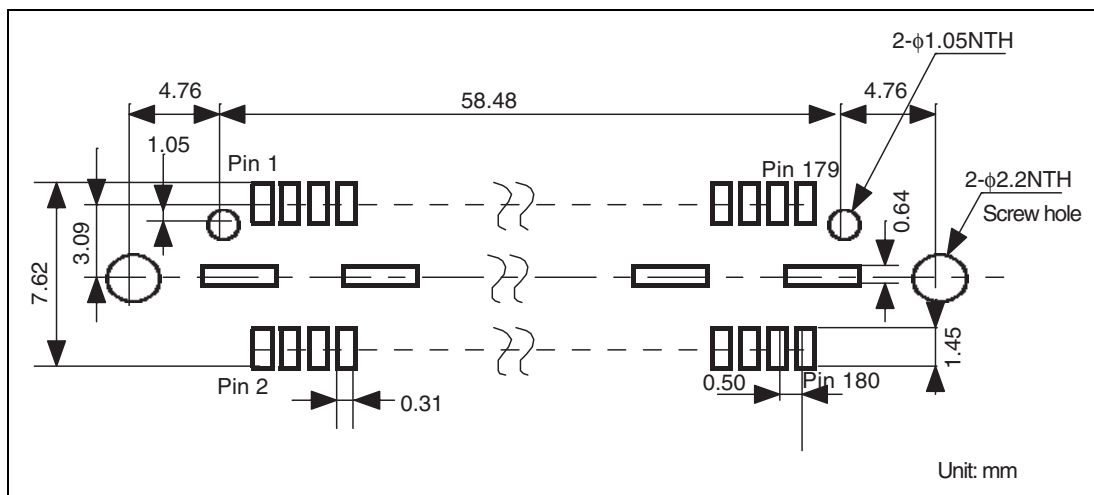 2-ϕ1.05NTH
4.76
58.48
4.76
1.05
Pin 1
Pin 179
2-ϕ2.2NTH
Screw hole
0.64
3.09
7.62
1.45
Pin 2
0.31
0.50
Pin 180
Unit: mm